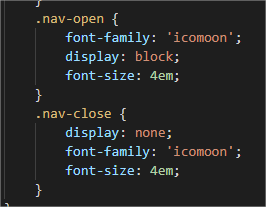 .nav-open {
font-family: 'icomoon';
display: block;
font-size: 4em;
}
.nav-close {
display: none;
font-family: 'icomoon';
font-size: 4em;
}
}